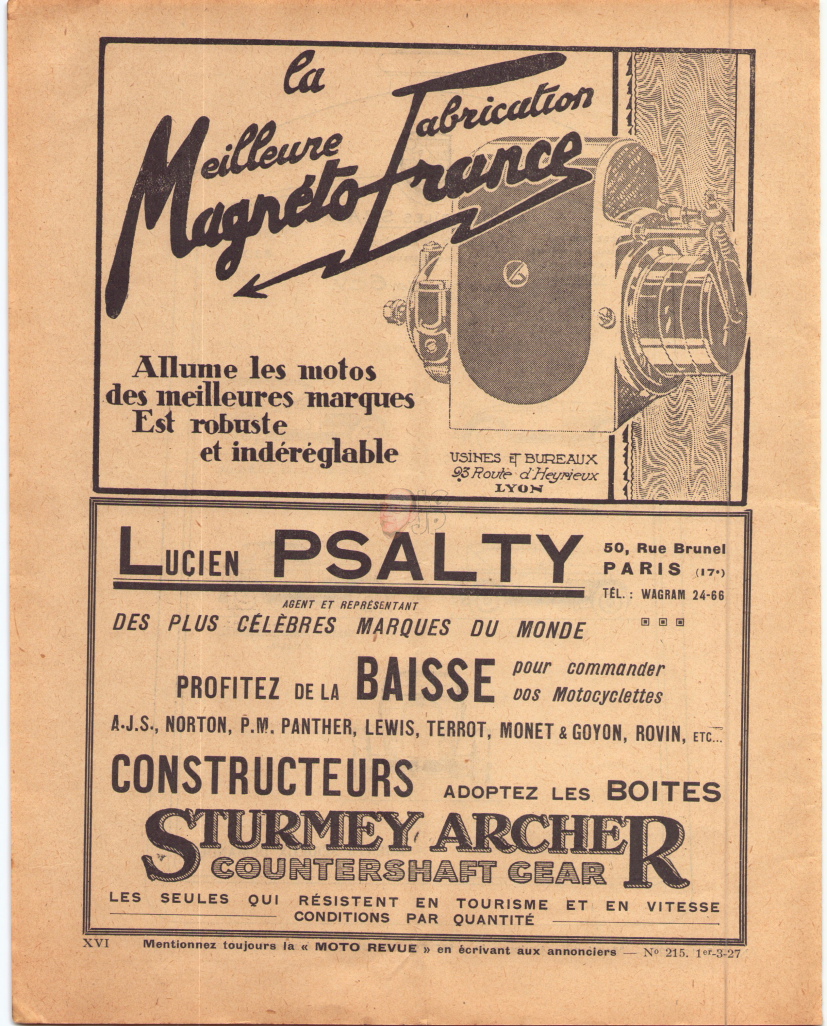 la
Meilleure Fabrication
Magnéto France
Allume les motos
des meilleures marques
Est robuste
et indéréglable
USINES ET BUREAUX
93 Route d'Heyrieux
LYON
LUCIEN PSALTY
50, Rue Brunel
PARIS (17e)
TÉL. : WAGRAM 24-66
AGENT ET REPRÉSENTANT
DES PLUS CÉLÈBRES MARQUES DU MONDE
PROFITEZ DE LA BAISSE pour commander
vos Motocyclettes
A.J.S., NORTON, P.M. PANTHER, LEWIS, TERROT, MONET & GOYON, ROVIN, ETC...
CONSTRUCTEURS ADOPTEZ LES BOITES
STURMEY ARCHER
COUNTERSHAFT GEAR
LES SEULES QUI RÉSISTENT EN TOURISME ET EN VITESSE
CONDITIONS PAR QUANTITÉ
XVI Mentionnez toujours la « MOTO REVUE » en écrivant aux annonciers — No 215. 1er-3-27